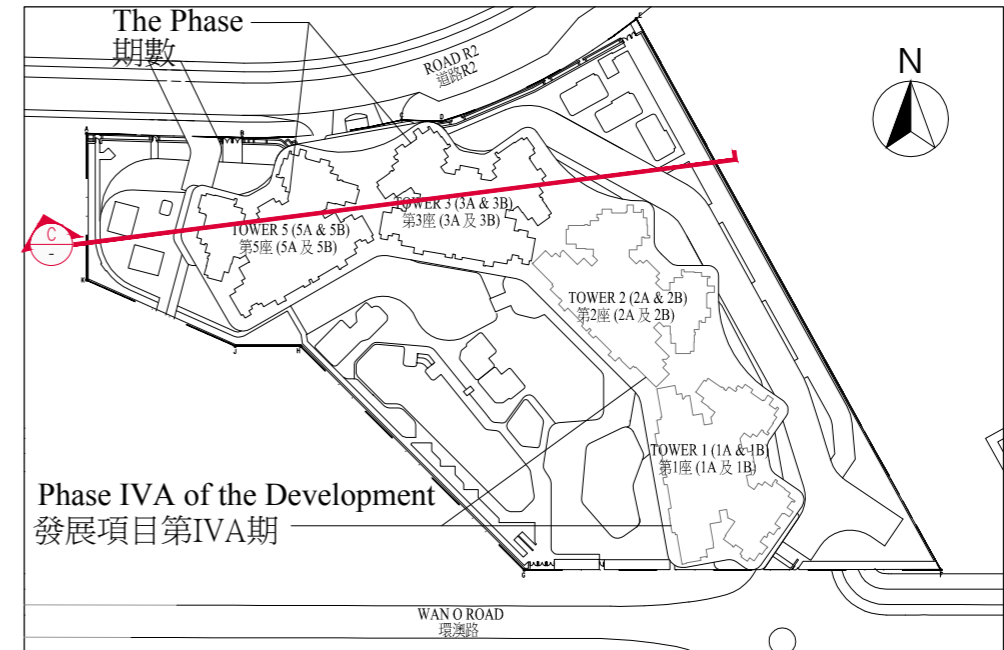 The Phase
期數
ROAD R2
道路R2
N
A
B
C
D
E
TOWER 3 (3A & 3B)
第3座 (3A 及 3B)
TOWER 5 (5A & 5B)
第5座 (5A 及 5B)
C
-
K
TOWER 2 (2A & 2B)
第2座 (2A 及 2B)
J
H
TOWER 1 (1A & 1B)
第1座 (1A 及 1B)
Phase IVA of the Development
發展項目第IVA期
G
F
WAN O ROAD
環澳路